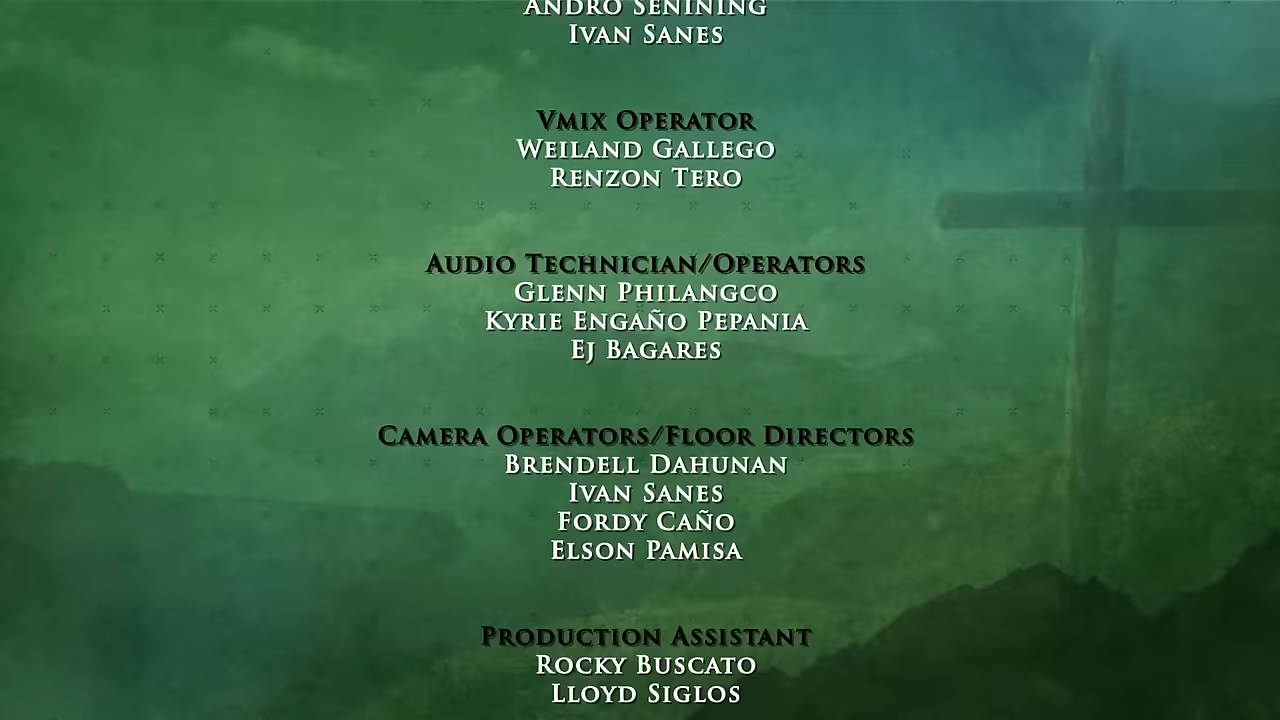 Andro Senining
Ivan Sanes
Vmix Operator
Weiland Gallego
Renzon Tero
Audio Technician/Operators
Glenn Philangco
Kyrie Engaño Pepania
Ej Bagares
Camera Operators/Floor Directors
Brendell Dahunan
Ivan Sanes
Fordy Caño
Elson Pamisa
Production Assistant
Rocky Buscato
Lloyd Siglos